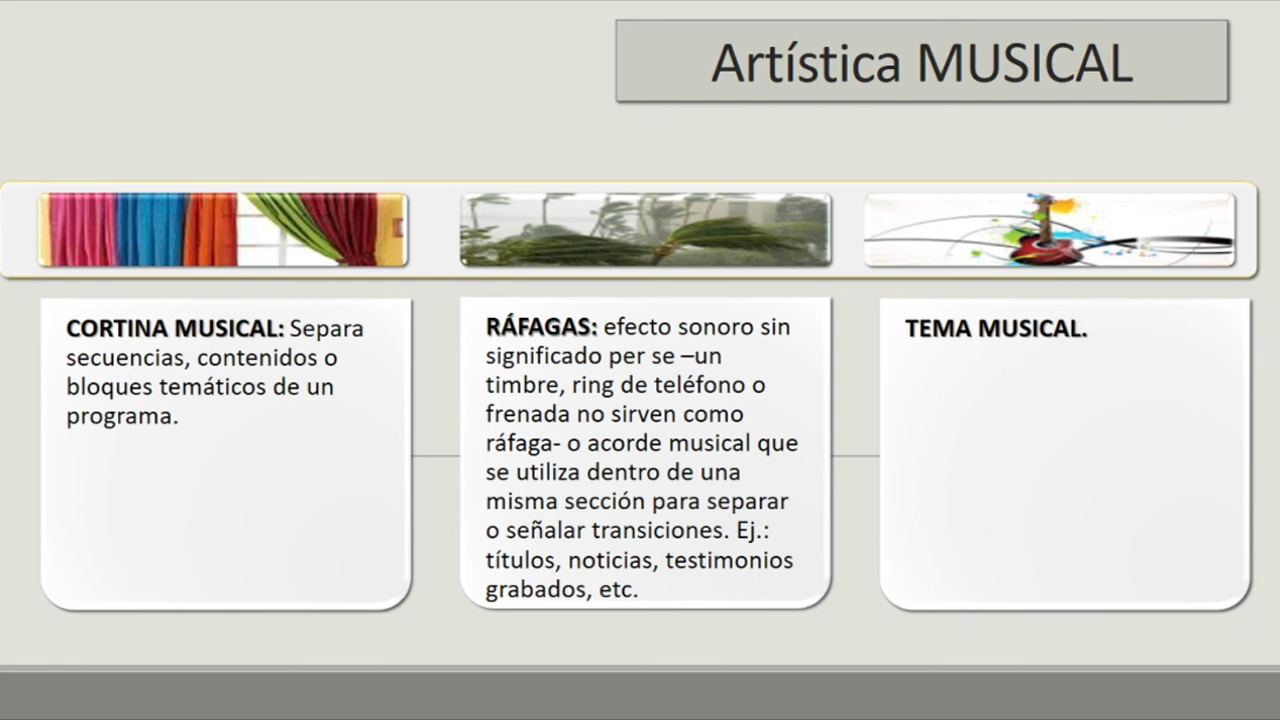 Artística MUSICAL
CORTINA MUSICAL: Separa
secuencias, contenidos o
bloques temáticos de un
programa.
RÁFAGAS: efecto sonoro sin
significado per se –un
timbre, ring de teléfono o
frenada no sirven como
ráfaga- o acorde musical que
se utiliza dentro de una
misma sección para separar
o señalar transiciones. Ej.:
títulos, noticias, testimonios
grabados, etc.
TEMA MUSICAL.